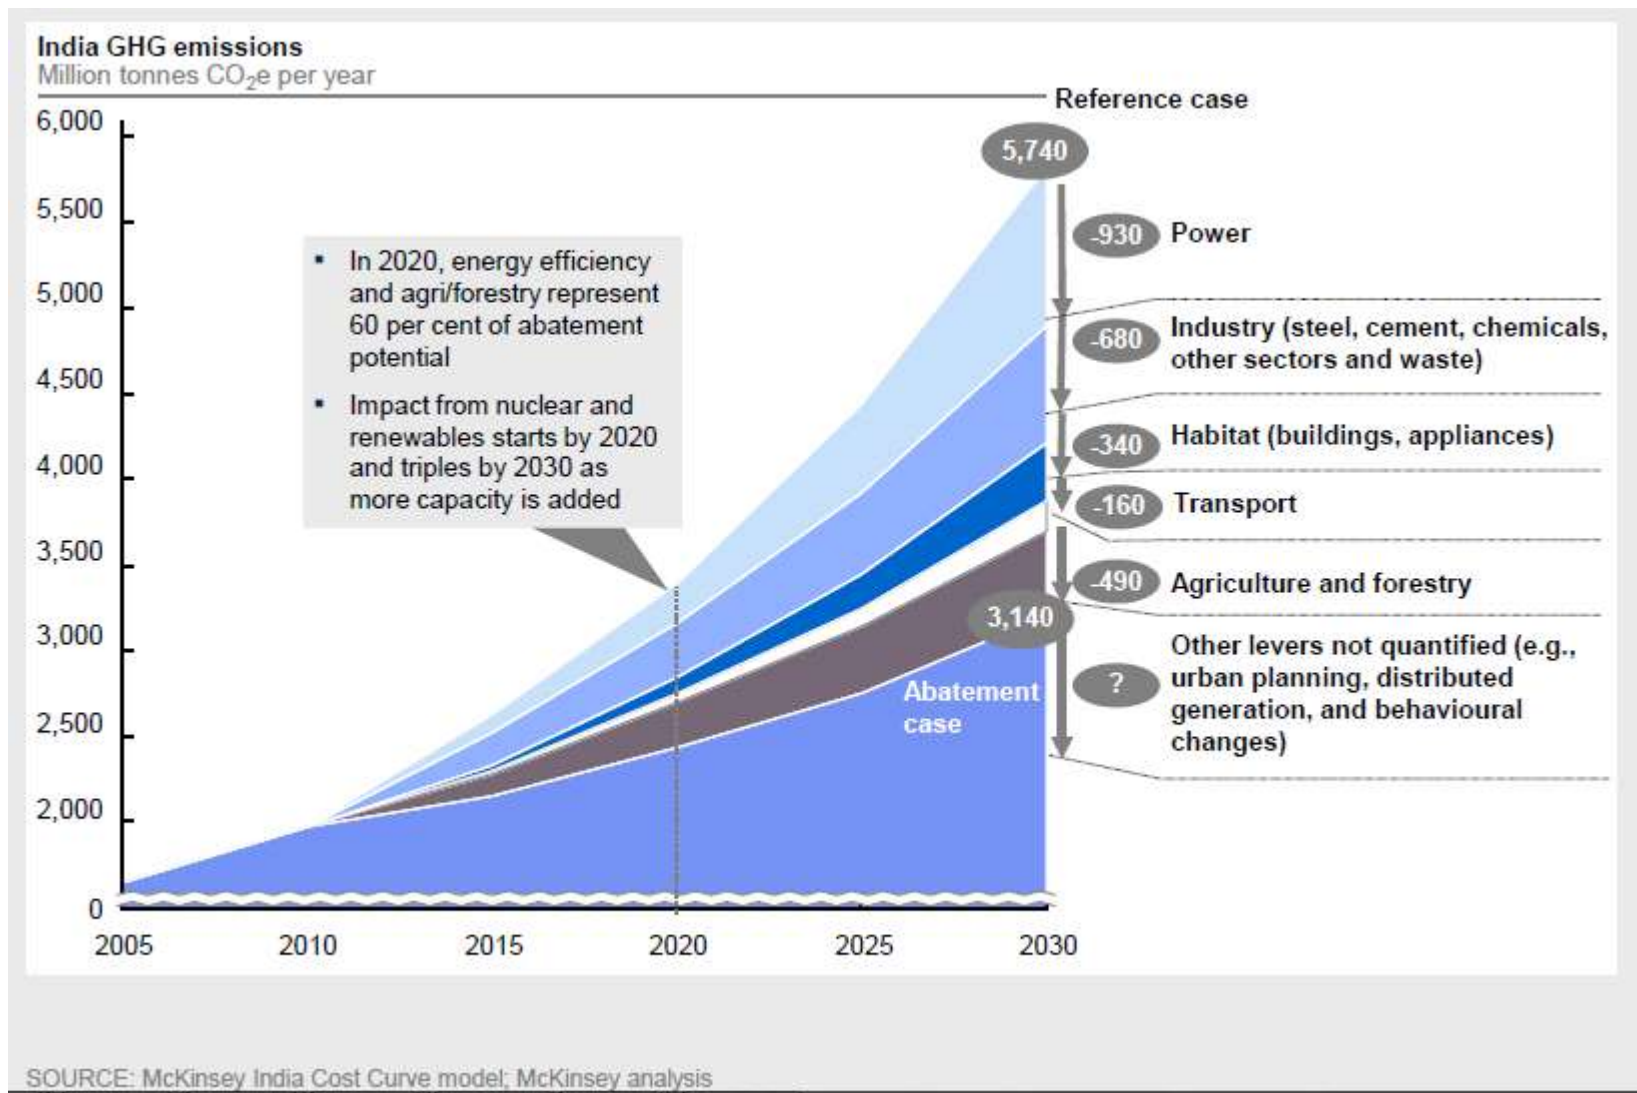 India GHG emissions
Million tonnes CO₂e per year
Reference case
6,000
5,500
5,000
4,500
4,000
3,500
3,000
2,500
2,000
0
2005 2010 2015 2020 2025 2030
▪ In 2020, energy efficiency
and agri/forestry represent
60 per cent of abatement
potential
▪ Impact from nuclear and
renewables starts by 2020
and triples by 2030 as
more capacity is added
5,740
3,140
Abatement
case
-930 Power
-680 Industry (steel, cement, chemicals,
other sectors and waste)
-340 Habitat (buildings, appliances)
-160 Transport
-490 Agriculture and forestry
? Other levers not quantified (e.g.,
urban planning, distributed
generation, and behavioural
changes)
SOURCE: McKinsey India Cost Curve model; McKinsey analysis